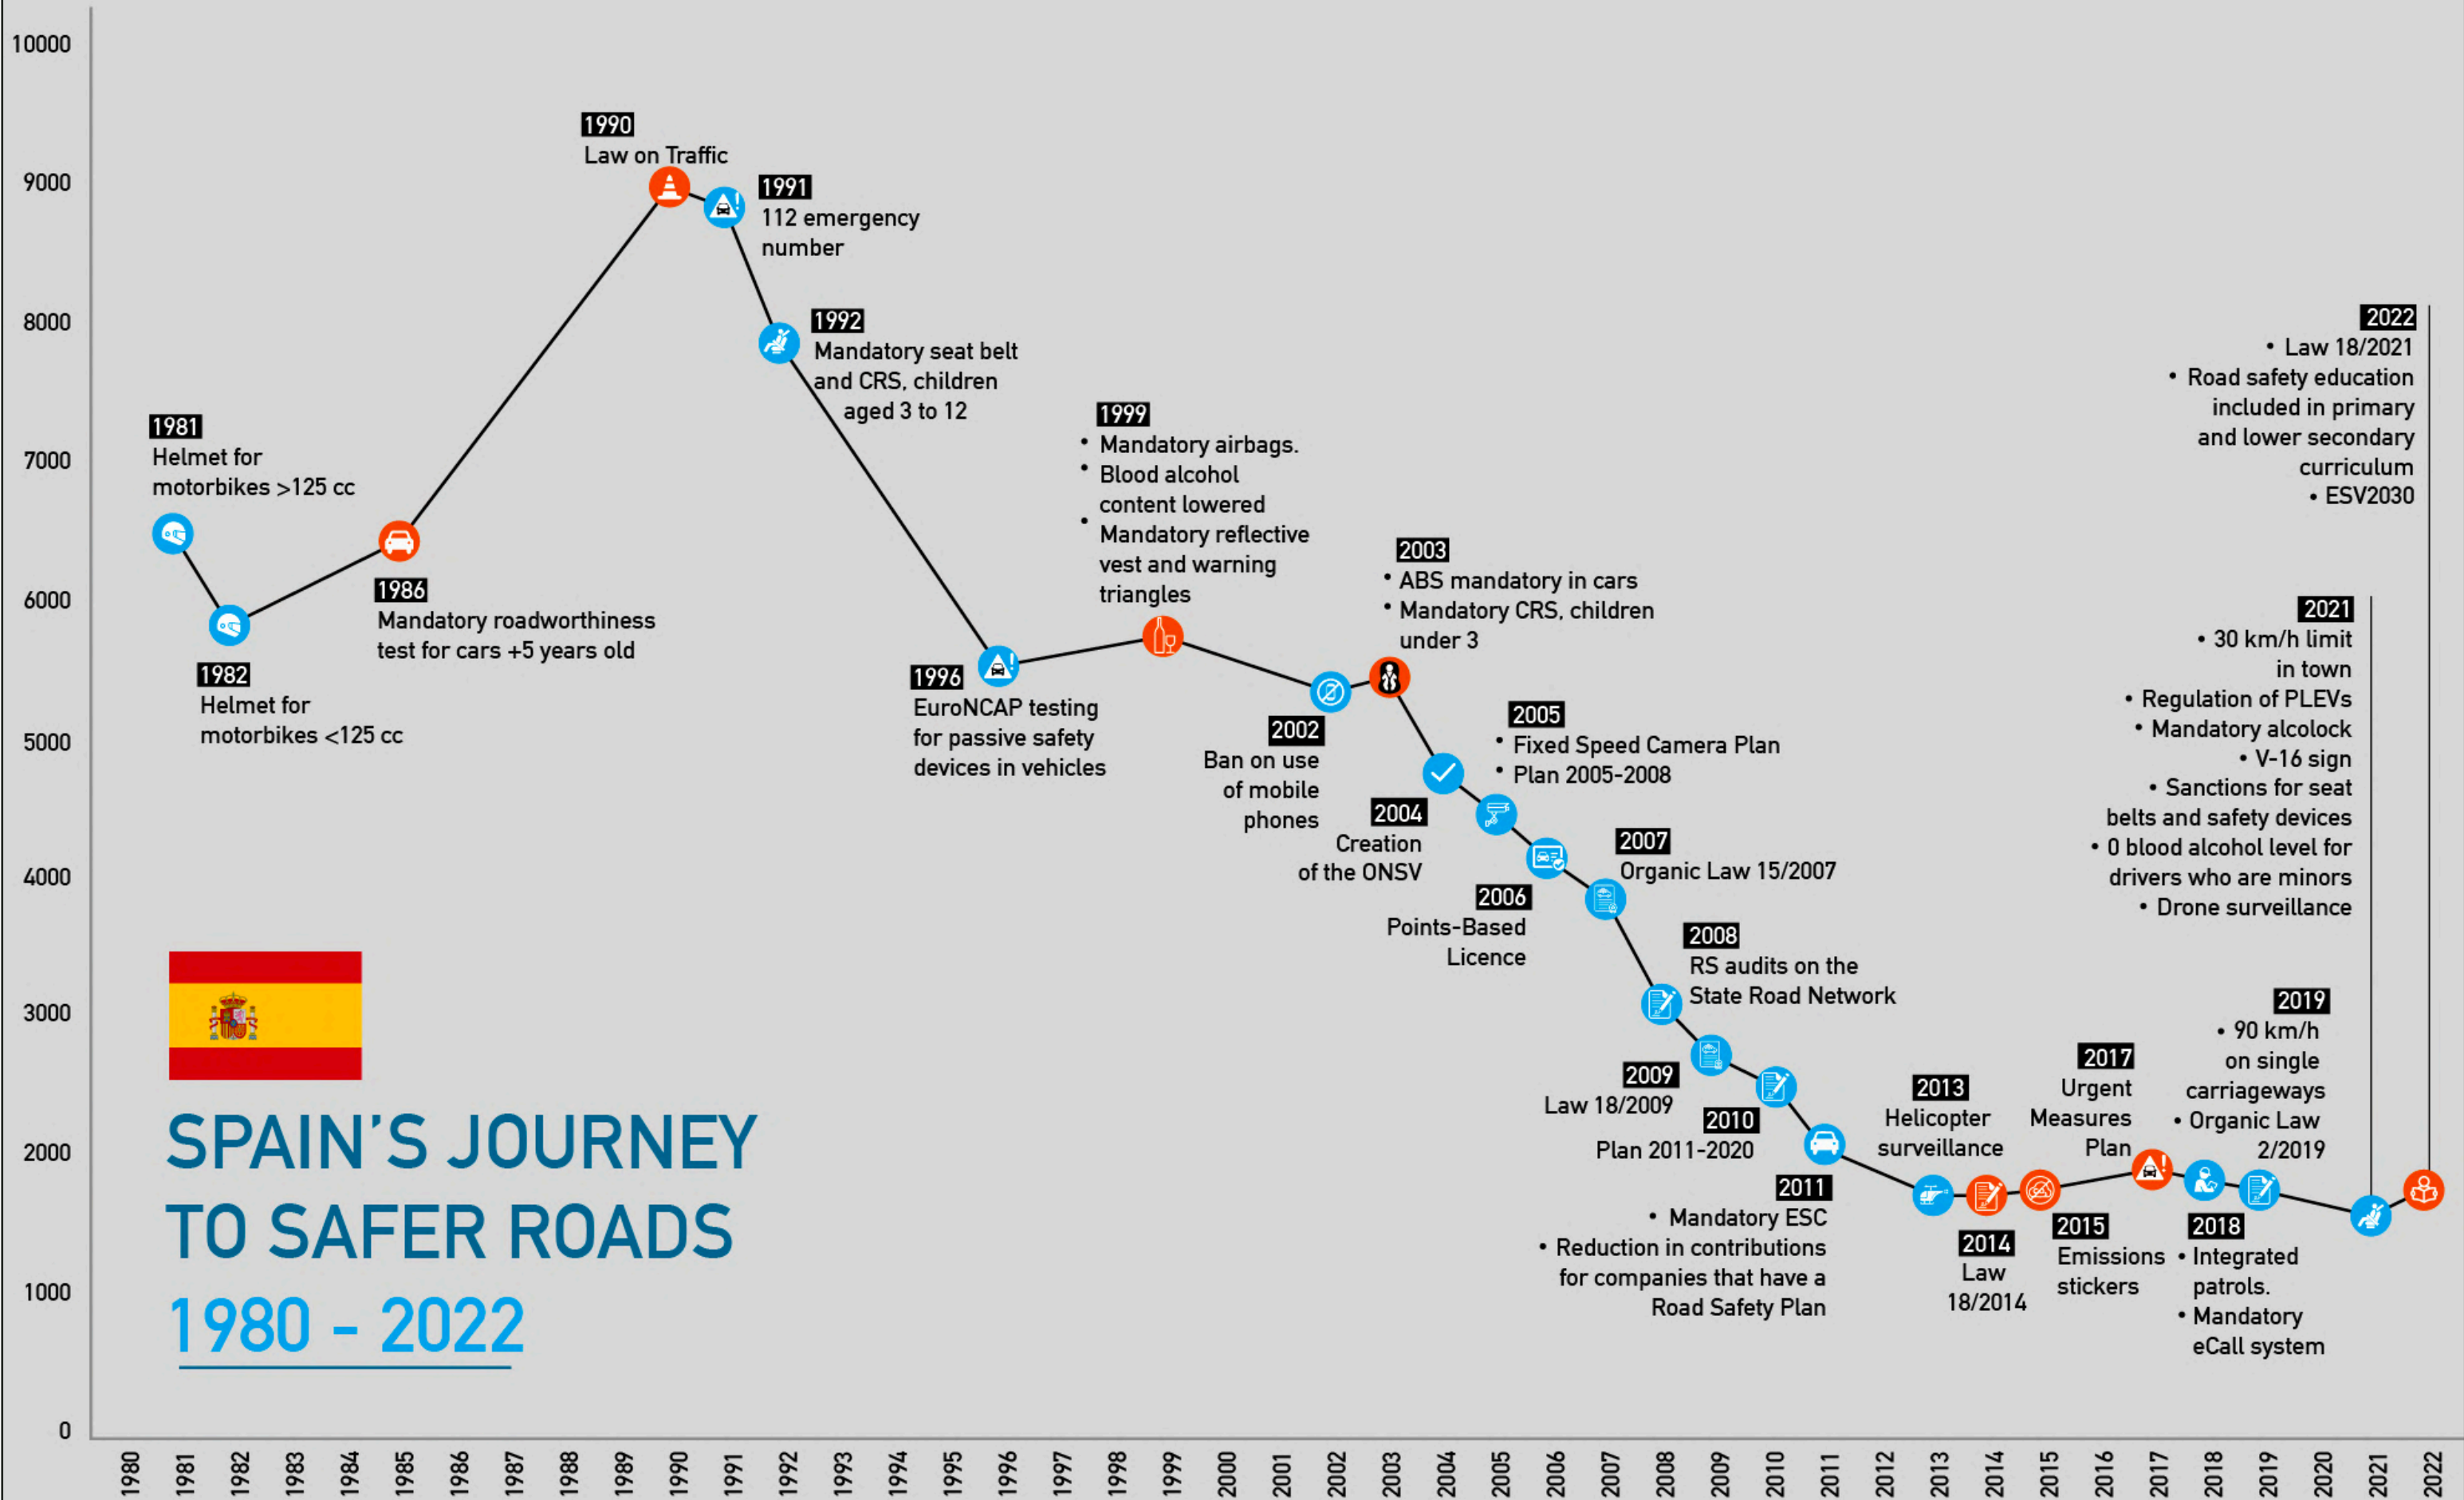 10000
9000
8000
7000
6000
5000
4000
3000
2000
1000
0
1981
Helmet for
motorbikes >125 cc
1982
Helmet for
motorbikes <125 cc
1986
Mandatory roadworthiness
test for cars +5 years old
1990
Law on Traffic
1991
112 emergency
number
1992
Mandatory seat belt
and CRS, children
aged 3 to 12
1996
EuroNCAP testing
for passive safety
devices in vehicles
1999
• Mandatory airbags.
• Blood alcohol
content lowered
• Mandatory reflective
vest and warning
triangles
2002
Ban on use
of mobile
phones
2003
• ABS mandatory in cars
• Mandatory CRS, children
under 3
2004
Creation
of the ONSV
2005
• Fixed Speed Camera Plan
• Plan 2005-2008
2006
Points-Based
Licence
2007
Organic Law 15/2007
2008
RS audits on the
State Road Network
2009
Law 18/2009
2010
Plan 2011-2020
2011
• Mandatory ESC
• Reduction in contributions
for companies that have a
Road Safety Plan
2013
Helicopter
surveillance
2014
Law
18/2014
2015
Emissions
stickers
2017
Urgent
Measures
Plan
2018
• Integrated
patrols.
• Mandatory
eCall system
2019
• 90 km/h
on single
carriageways
• Organic Law
2/2019
2021
• 30 km/h limit
in town
• Regulation of PLEVs
• Mandatory alcolock
• V-16 sign
• Sanctions for seat
belts and safety devices
• 0 blood alcohol level for
drivers who are minors
• Drone surveillance
2022
• Law 18/2021
• Road safety education
included in primary
and lower secondary
curriculum
• ESV2030
SPAIN'S JOURNEY
TO SAFER ROADS
1980 - 2022
1980
1981
1982
1983
1984
1985
1986
1987
1988
1989
1990
1991
1992
1993
1994
1995
1996
1997
1998
1999
2000
2001
2002
2003
2004
2005
2006
2007
2008
2009
2010
2011
2012
2013
2014
2015
2016
2017
2018
2019
2020
2021
2022